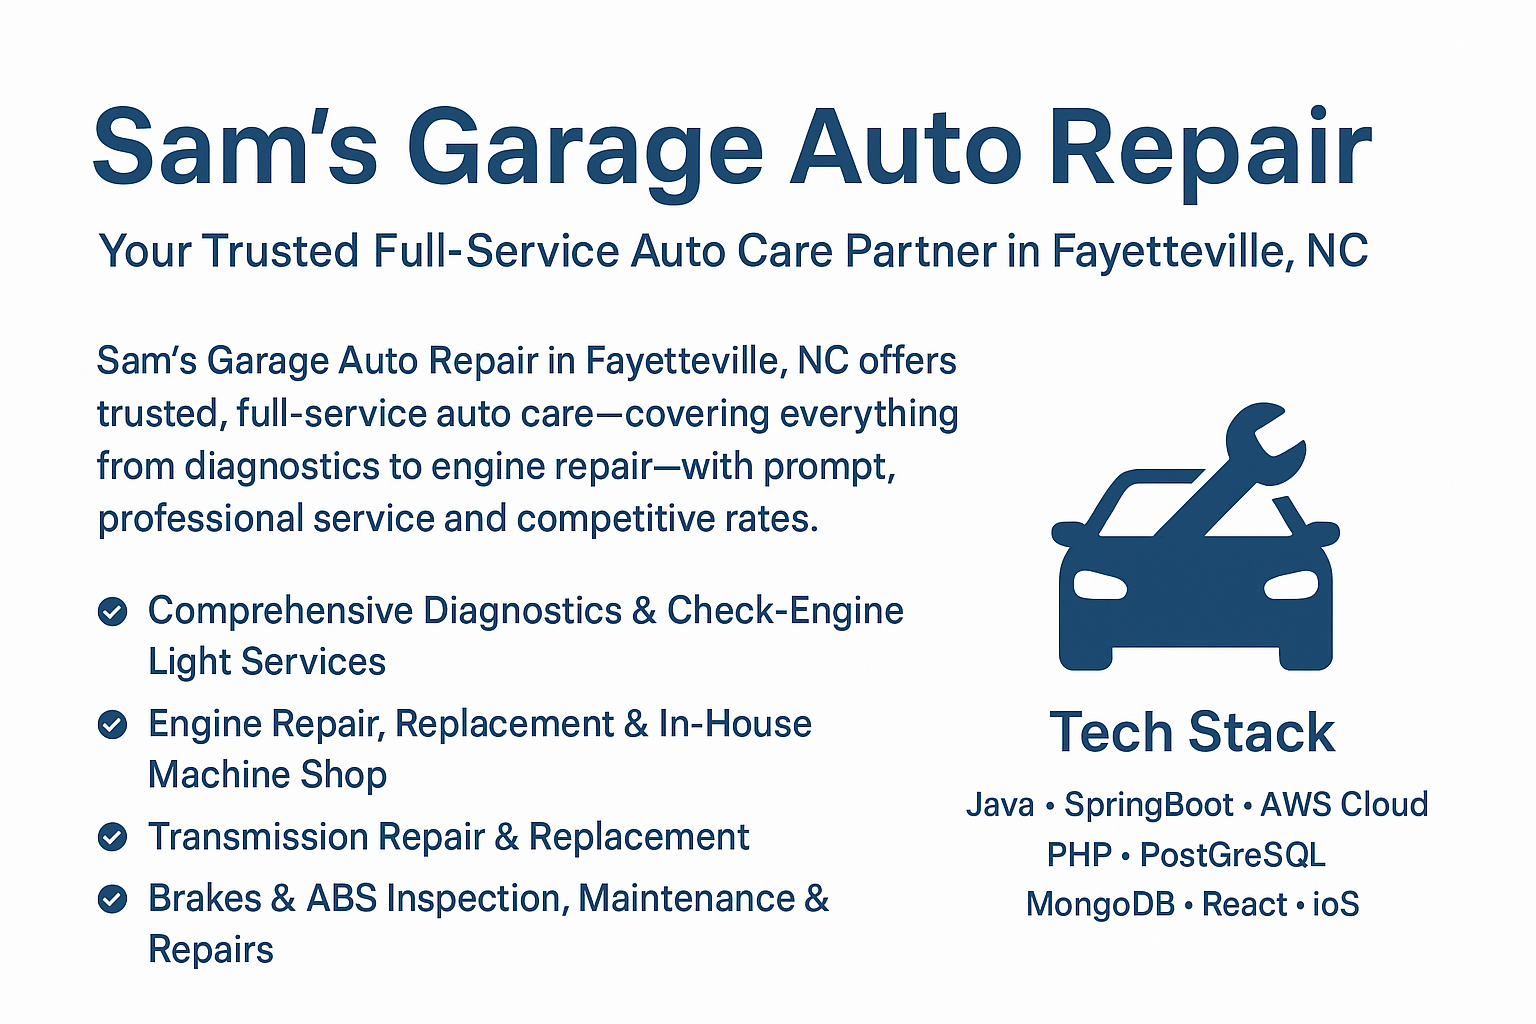 Sam's Garage Auto Repair
Your Trusted Full-Service Auto Care Partner in Fayetteville, NC
Sam's Garage Auto Repair in Fayetteville, NC offers
trusted, full-service auto care—covering everything
from diagnostics to engine repair—with prompt,
professional service and competitive rates.
Comprehensive Diagnostics & Check-Engine
Light Services
Engine Repair, Replacement & In-House
Machine Shop
Transmission Repair & Replacement
Brakes & ABS Inspection, Maintenance &
Repairs
Tech Stack
Java • SpringBoot • AWS Cloud
PHP • PostGreSQL
MongoDB • React • ioS